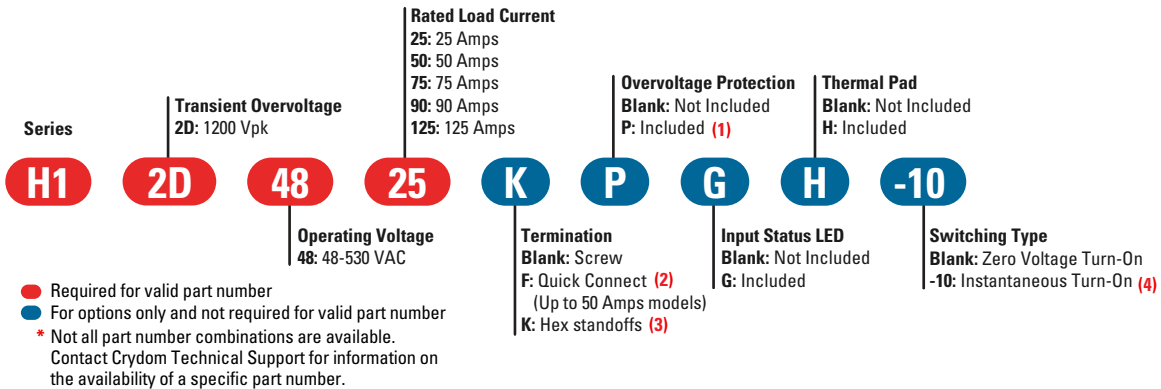 Rated Load Current
25: 25 Amps
50: 50 Amps
75: 75 Amps
90: 90 Amps
125: 125 Amps
Transient Overvoltage
2D: 1200 Vpk
Overvoltage Protection
Blank: Not Included
P: Included (1)
Thermal Pad
Blank: Not Included
H: Included
Series
H1 2D 48 25 K P G H -10
Operating Voltage
48: 48-530 VAC
Termination
Blank: Screw
F: Quick Connect (2)
(Up to 50 Amps models)
K: Hex standoffs (3)
Input Status LED
Blank: Not Included
G: Included
Switching Type
Blank: Zero Voltage Turn-On
-10: Instantaneous Turn-On (4)
Required for valid part number
For options only and not required for valid part number
* Not all part number combinations are available.
Contact Crydom Technical Support for information on
the availability of a specific part number.